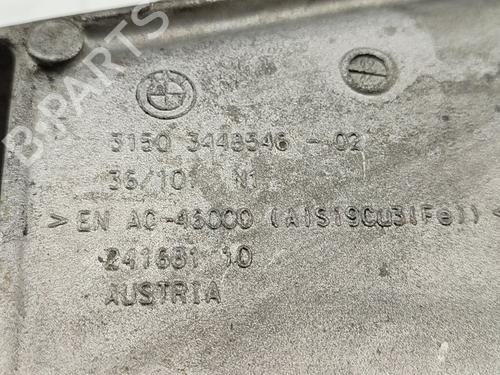 B-PARTS
3150 3448546-02
36/10 N1
>EN AC-46000 (AlSi9Cu3(Fe))<
241681 10
AUSTRIA